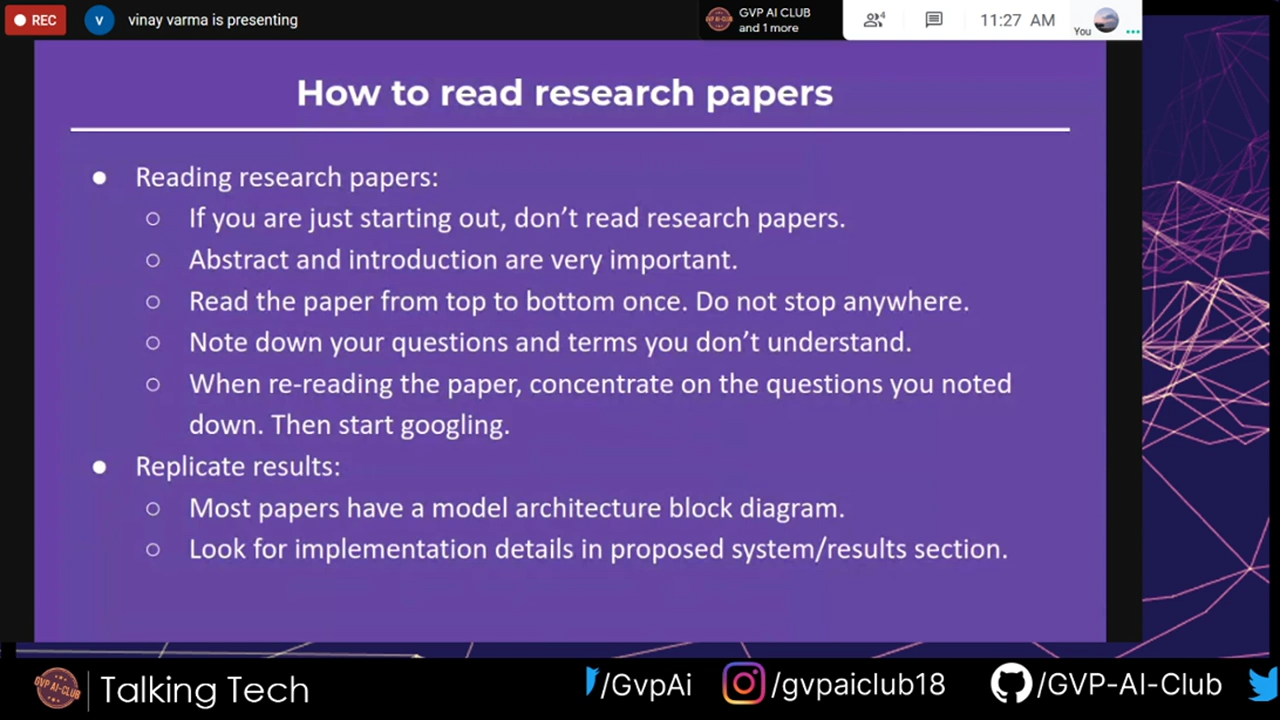 REC
v
vinay varma is presenting
GVP AI CLUB
and 1 more
4
11:27 AM
You
How to read research papers
● Reading research papers:
○ If you are just starting out, don’t read research papers.
○ Abstract and introduction are very important.
○ Read the paper from top to bottom once. Do not stop anywhere.
○ Note down your questions and terms you don’t understand.
○ When re-reading the paper, concentrate on the questions you noted
down. Then start googling.
● Replicate results:
○ Most papers have a model architecture block diagram.
○ Look for implementation details in proposed system/results section.
GVP AI-CLUB
Talking Tech
/GvpAi
/gvpaiclub18
/GVP-AI-Club